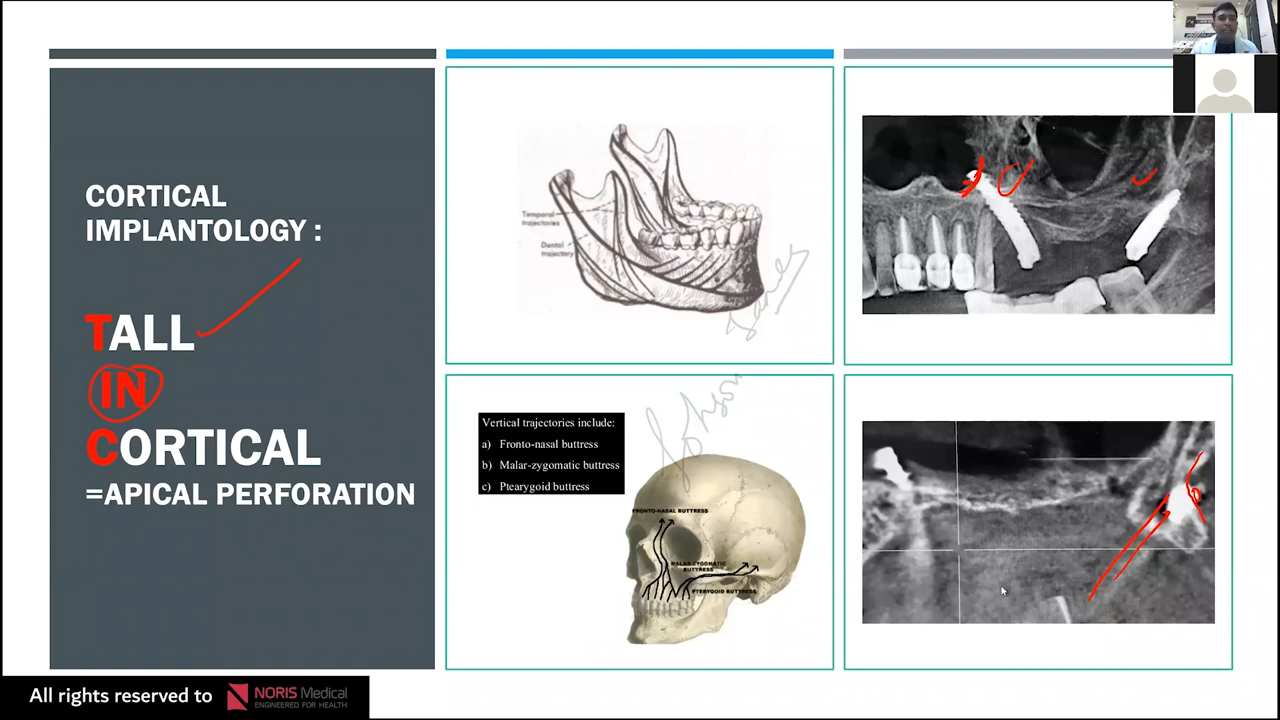 CORTICAL
IMPLANTOLOGY :
TALL
IN
CORTICAL
=APICAL PERFORATION
Temporal
trajectories
Dental
trajectory
James
Vertical trajectories include:
a) Fronto-nasal buttress
b) Malar-zygomatic buttress
c) Ptearygoid buttress
Johson
FRONTO-NASAL BUTTRESS
MALAR-ZYGOMATIC
BUTTRESS
PTERYGOID BUTTRESS
All rights reserved to
NORIS Medical
ENGINEERED FOR HEALTH